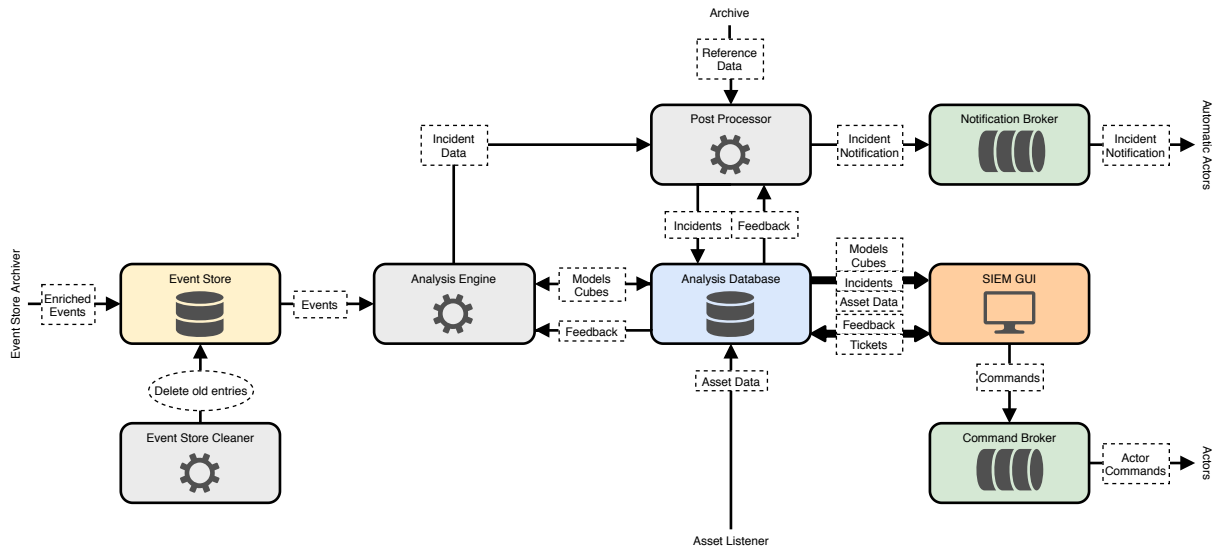 Archive
Reference
Data
Post Processor
Notification Broker
Incident
Data
Incident
Notification
Incident
Notification
Automatic Actors
Incidents
Feedback
Event Store Archiver
Enriched
Events
Event Store
Events
Analysis Engine
Models
Cubes
Feedback
Analysis Database
Models
Cubes
Incidents
Asset Data
Feedback
Tickets
SIEM GUI
Delete old entries
Asset Data
Commands
Event Store Cleaner
Command Broker
Actor
Commands
Actors
Asset Listener